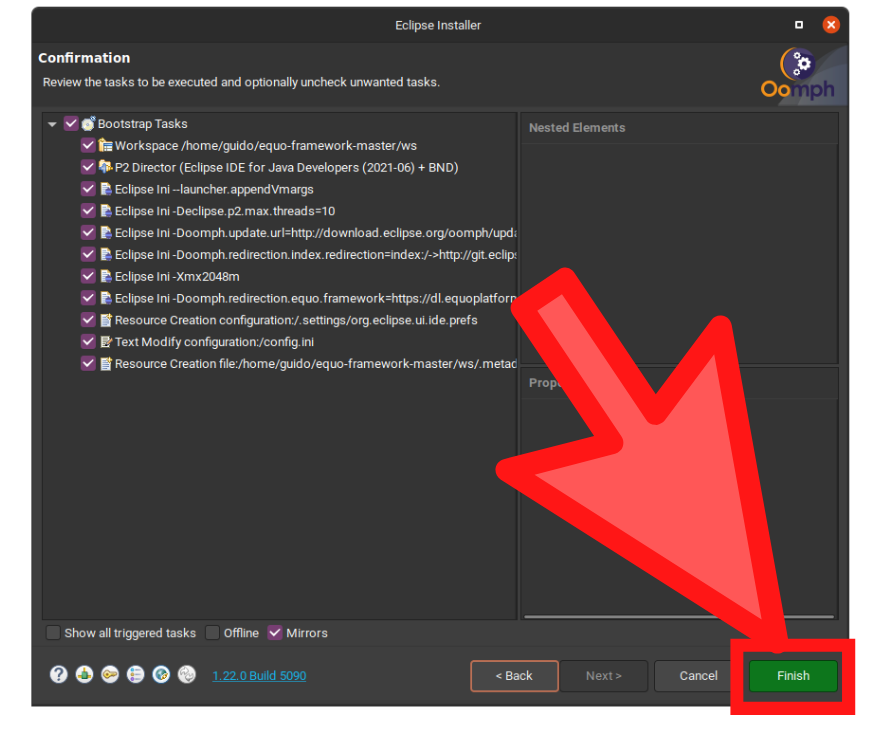 Eclipse Installer
Confirmation
Review the tasks to be executed and optionally uncheck unwanted tasks.
Oomph
Bootstrap Tasks
Nested Elements
Workspace /home/guido/equo-framework-master/ws
P2 Director (Eclipse IDE for Java Developers (2021-06) + BND)
Eclipse Ini --launcher.appendVmargs
Eclipse Ini -Declipse.p2.max.threads=10
Eclipse Ini -Doomph.update.url=http://download.eclipse.org/oomph/upda
Eclipse Ini -Doomph.redirection.index.redirection=index:/->http://git.eclips
Eclipse Ini -Xmx2048m
Eclipse Ini -Doomph.redirection.equo.framework=https://dl.equoplatfor
Resource Creation configuration:/.settings/org.eclipse.ui.ide.prefs
Text Modify configuration:/config.ini
Resource Creation file:/home/guido/equo-framework-master/ws/.metad
Show all triggered tasks Offline Mirrors
1.22.0 Build 5090
< Back Next > Cancel Finish